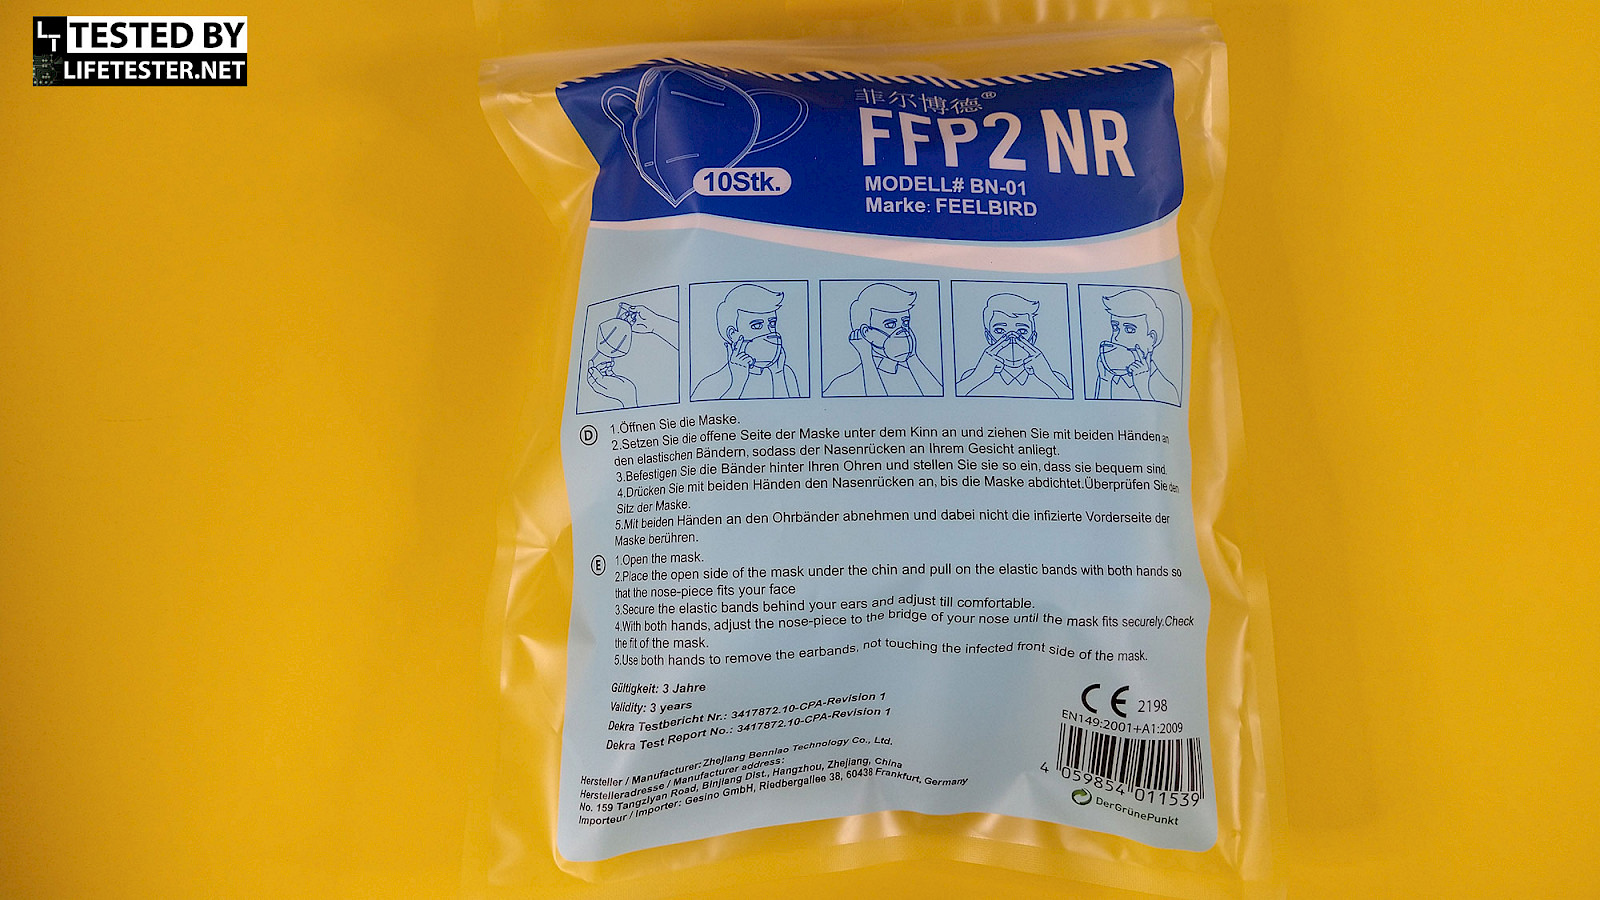 LT TESTED BY
LIFETESTER.NET
菲尔博德®
FFP2 NR
10Stk.
MODELL# BN-01
Marke: FEELBIRD
D
1.Öffnen Sie die Maske.
2.Setzen Sie die offene Seite der Maske unter dem Kinn an und ziehen Sie mit beiden Händen an
den elastischen Bändern, sodass der Nasenrücken an Ihrem Gesicht anliegt.
3.Befestigen Sie die Bänder hinter Ihren Ohren und stellen Sie sie so ein, dass sie bequem sind.
4.Drücken Sie mit beiden Händen den Nasenrücken an, bis die Maske abdichtet.Überprüfen Sie den
Sitz der Maske.
5.Mit beiden Händen an den Ohrbänder abnehmen und dabei nicht die infizierte Vorderseite der
Maske berühren.
E
1.Open the mask.
2.Place the open side of the mask under the chin and pull on the elastic bands with both hands so
that the nose-piece fits your face
3.Secure the elastic bands behind your ears and adjust till comfortable.
4.With both hands, adjust the nose-piece to the bridge of your nose until the mask fits securely.Check
the fit of the mask.
5.Use both hands to remove the earbands, not touching the infected front side of the mask.
Gültigkeit: 3 Jahre
Validity: 3 years
Dekra Testbericht Nr.: 3417872.10-CPA-Revision 1
Dekra Test Report No.: 3417872.10-CPA-Revision 1
Hersteller / Manufacturer: Zhejiang Bennlao Technology Co., Ltd.
Herstelleradresse / Manufacturer address:
No. 159 Tangziyan Road, Binjiang Dist., Hangzhou, Zhejiang, China
Importeur / Importer: Gesino GmbH, Riedbergallee 38, 60438 Frankfurt, Germany
CE 2198
EN149:2001+A1:2009
4 059854 011539
DerGrünePunkt